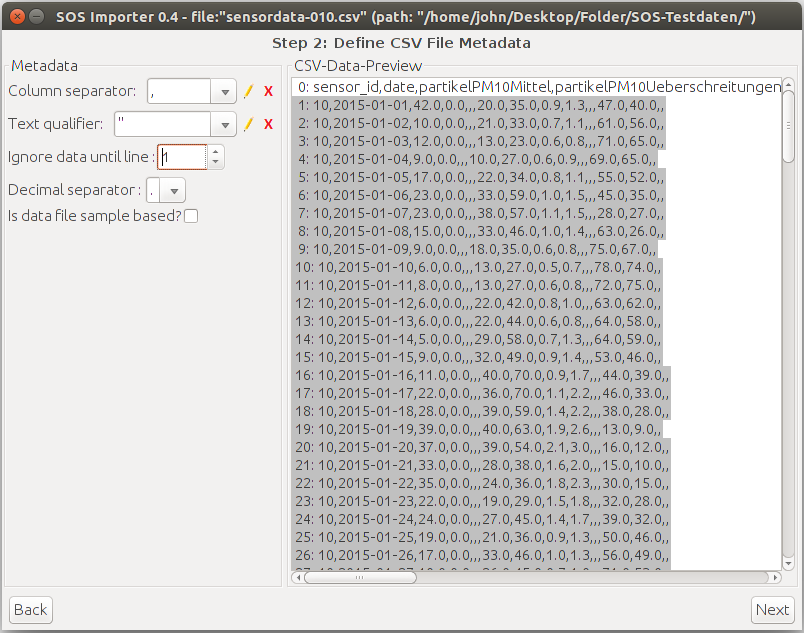 SOS Importer 0.4 - file:"sensordata-010.csv" (path: "/home/john/Desktop/Folder/SOS-Testdaten/")
Step 2: Define CSV File Metadata
Metadata
Column separator: , X
Text qualifier: " X
Ignore data until line : 1
Decimal separator : .
Is data file sample based?
CSV-Data-Preview
0: sensor_id,date,partikelPM10Mittel,partikelPM10Ueberschreitungen
1: 10,2015-01-01,42.0,0.0,,,20.0,35.0,0.9,1.3,,,47.0,40.0,,
2: 10,2015-01-02,10.0,0.0,,,21.0,33.0,0.7,1.1,,,61.0,56.0,,
3: 10,2015-01-03,12.0,0.0,,,13.0,23.0,0.6,0.8,,,71.0,65.0,,
4: 10,2015-01-04,9.0,0.0,,,10.0,27.0,0.6,0.9,,,69.0,65.0,,
5: 10,2015-01-05,17.0,0.0,,,22.0,34.0,0.8,1.1,,,55.0,52.0,,
6: 10,2015-01-06,23.0,0.0,,,33.0,59.0,1.0,1.5,,,45.0,35.0,,
7: 10,2015-01-07,23.0,0.0,,,38.0,57.0,1.1,1.5,,,28.0,27.0,,
8: 10,2015-01-08,15.0,0.0,,,33.0,46.0,1.0,1.4,,,63.0,26.0,,
9: 10,2015-01-09,9.0,0.0,,,18.0,35.0,0.6,0.8,,,75.0,67.0,,
10: 10,2015-01-10,6.0,0.0,,,13.0,27.0,0.5,0.7,,,78.0,74.0,,
11: 10,2015-01-11,8.0,0.0,,,13.0,27.0,0.6,0.8,,,72.0,75.0,,
12: 10,2015-01-12,6.0,0.0,,,22.0,42.0,0.8,1.0,,,63.0,62.0,,
13: 10,2015-01-13,6.0,0.0,,,22.0,44.0,0.6,0.8,,,64.0,58.0,,
14: 10,2015-01-14,5.0,0.0,,,29.0,58.0,0.7,1.3,,,64.0,59.0,,
15: 10,2015-01-15,9.0,0.0,,,32.0,49.0,0.9,1.4,,,53.0,46.0,,
16: 10,2015-01-16,11.0,0.0,,,40.0,70.0,0.9,1.7,,,44.0,39.0,,
17: 10,2015-01-17,22.0,0.0,,,36.0,70.0,1.1,2.2,,,46.0,33.0,,
18: 10,2015-01-18,28.0,0.0,,,39.0,59.0,1.4,2.2,,,38.0,28.0,,
19: 10,2015-01-19,39.0,0.0,,,40.0,63.0,1.9,2.6,,,13.0,9.0,,
20: 10,2015-01-20,37.0,0.0,,,39.0,54.0,2.1,3.0,,,16.0,12.0,,
21: 10,2015-01-21,33.0,0.0,,,28.0,38.0,1.6,2.0,,,15.0,10.0,,
22: 10,2015-01-22,35.0,0.0,,,24.0,36.0,1.8,2.3,,,30.0,15.0,,
23: 10,2015-01-23,22.0,0.0,,,19.0,29.0,1.5,1.8,,,32.0,28.0,,
24: 10,2015-01-24,24.0,0.0,,,27.0,45.0,1.4,1.7,,,39.0,32.0,,
25: 10,2015-01-25,19.0,0.0,,,21.0,36.0,0.9,1.3,,,50.0,46.0,,
26: 10,2015-01-26,17.0,0.0,,,33.0,46.0,1.0,1.3,,,56.0,49.0,,
Back
Next